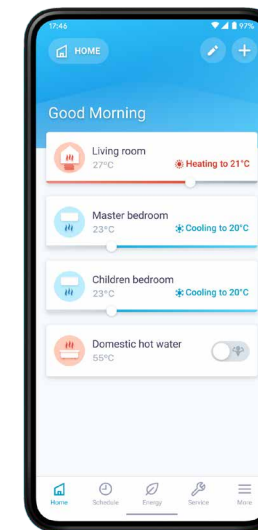 17:46
97%
HOME
Good Morning
Living room
27°C
Heating to 21°C
Master bedroom
23°C
Cooling to 20°C
Children bedroom
23°C
Cooling to 20°C
Domestic hot water
55°C
Home
Schedule
Energy
Service
More